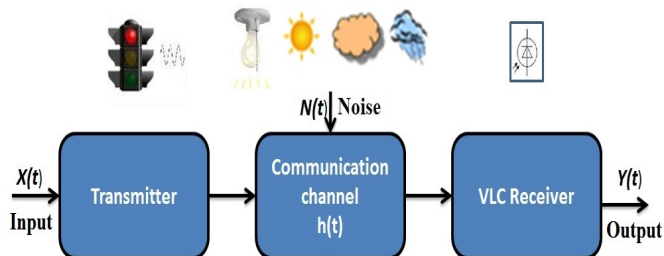 N(t) Noise
X(t)
Input
Transmitter
Communication
channel
h(t)
VLC Receiver
Y(t)
Output